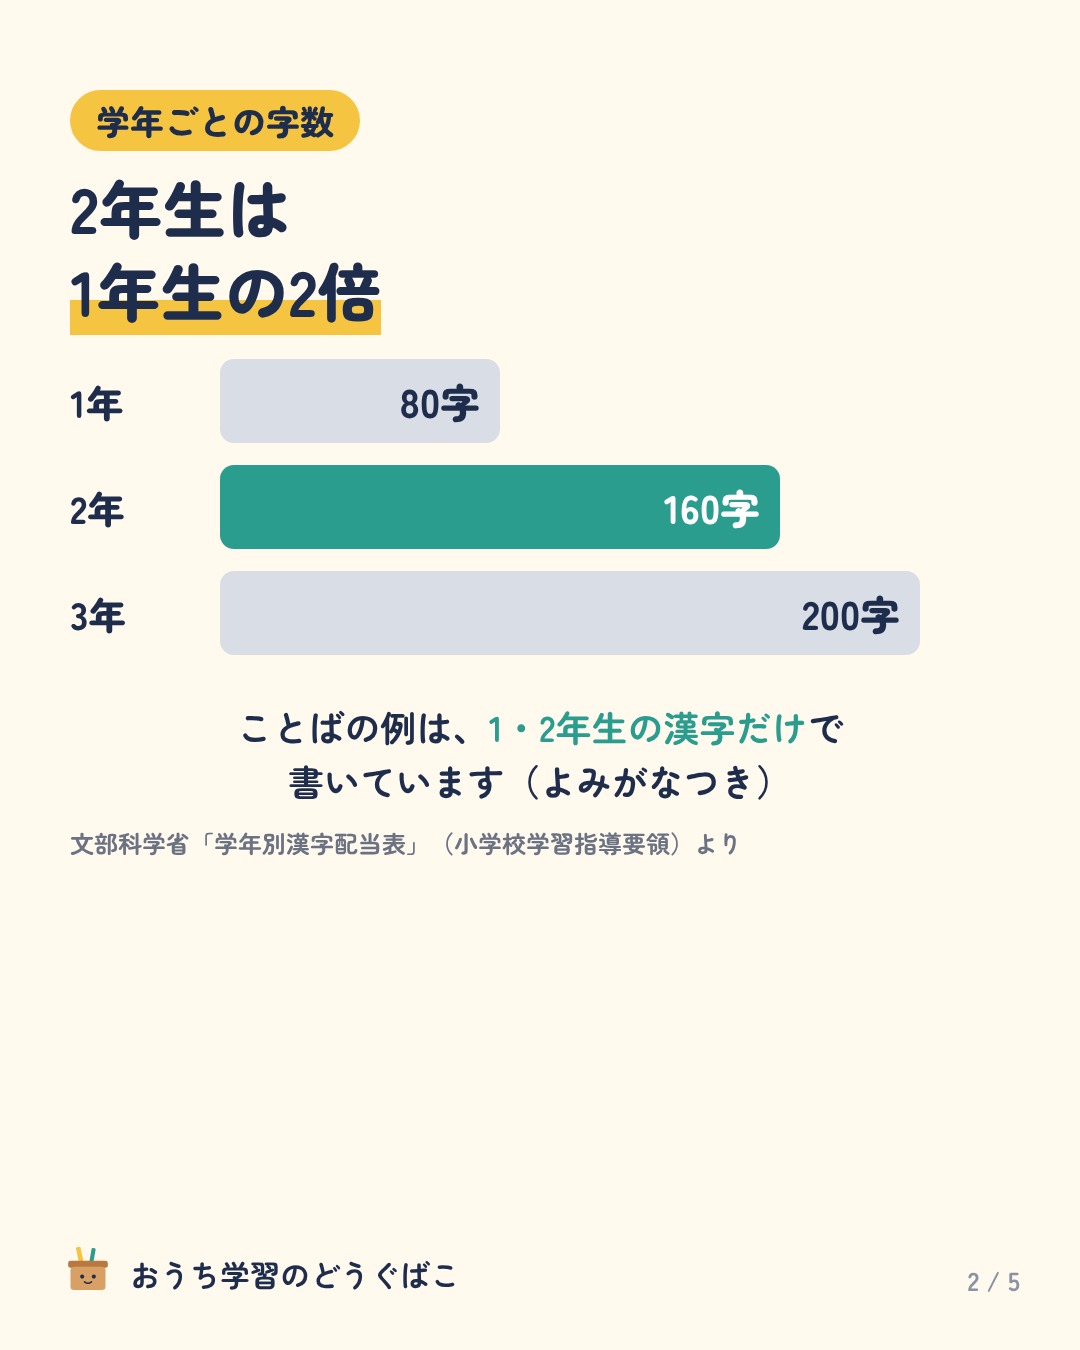 学年ごとの字数
2年生は
1年生の2倍
1年 80字
2年 160字
3年 200字
ことばの例は、1・2年生の漢字だけで
書いています（よみがなつき）
文部科学省「学年別漢字配当表」（小学校学習指導要領）より
おうち学習のどうぐばこ
2 / 5